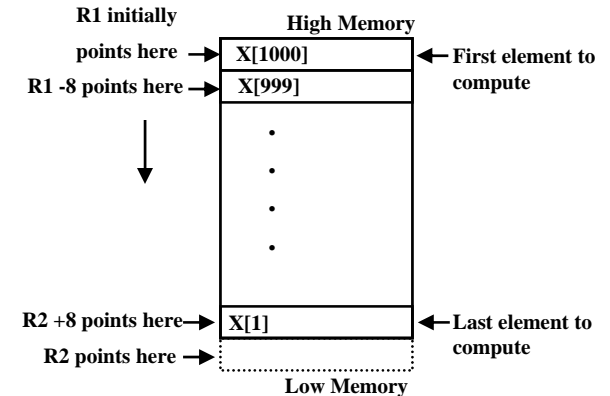 R1 initially
points here
High Memory
X[1000]
First element to
compute
R1 -8 points here
X[999]
R2 +8 points here
X[1]
Last element to
compute
R2 points here
Low Memory